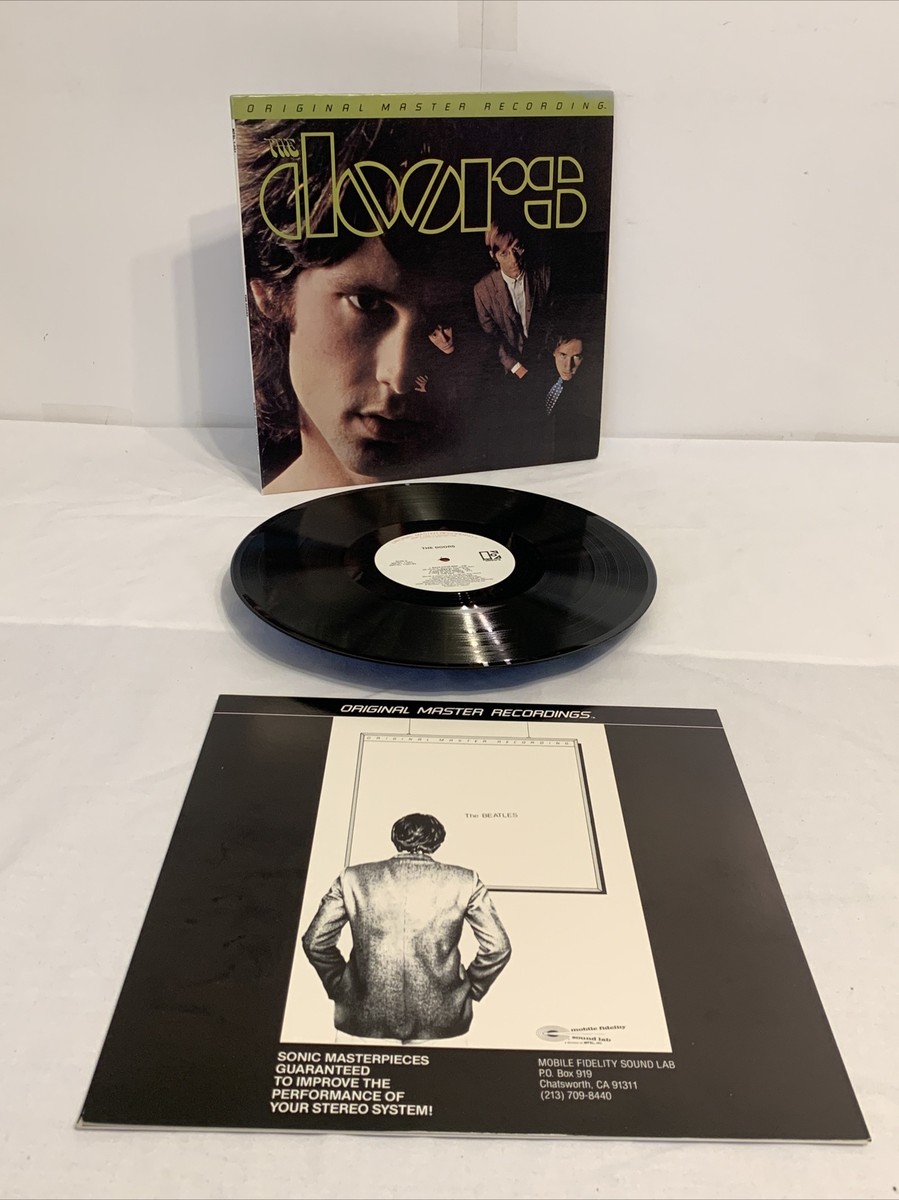 ORIGINAL MASTER RECORDING™
THE
doors
THE DOORS
ORIGINAL MASTER RECORDINGS™
ORIGINAL MASTER RECORDING
The BEATLES
mobile fidelity
sound lab
SONIC MASTERPIECES
GUARANTEED
TO IMPROVE THE
PERFORMANCE OF
YOUR STEREO SYSTEM!
MOBILE FIDELITY SOUND LAB
P.O. Box 919
Chatsworth, CA 91311
(213) 709-8440